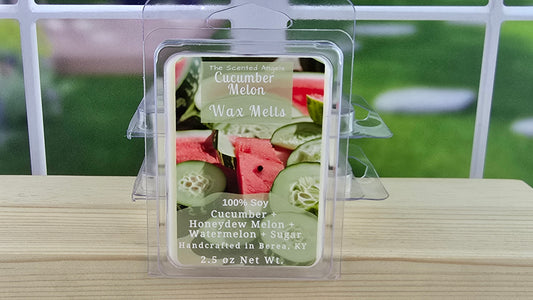 The Scented Angels
Cucumber
Melon
Wax Melts
100% Soy
Cucumber +
Honeydew Melon +
Watermelon + Sugar
Handcrafted in Berea, KY
2.5 oz Net Wt.